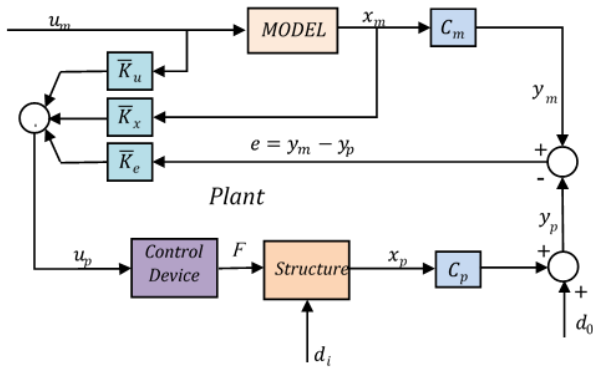 u_m
MODEL
x_m
C_m
K̅_u
K̅_x
K̅_e
y_m
e = y_m − y_p
+
-
Plant
y_p
u_p
Control
Device
F
Structure
x_p
C_p
+
+
d_i
d_0